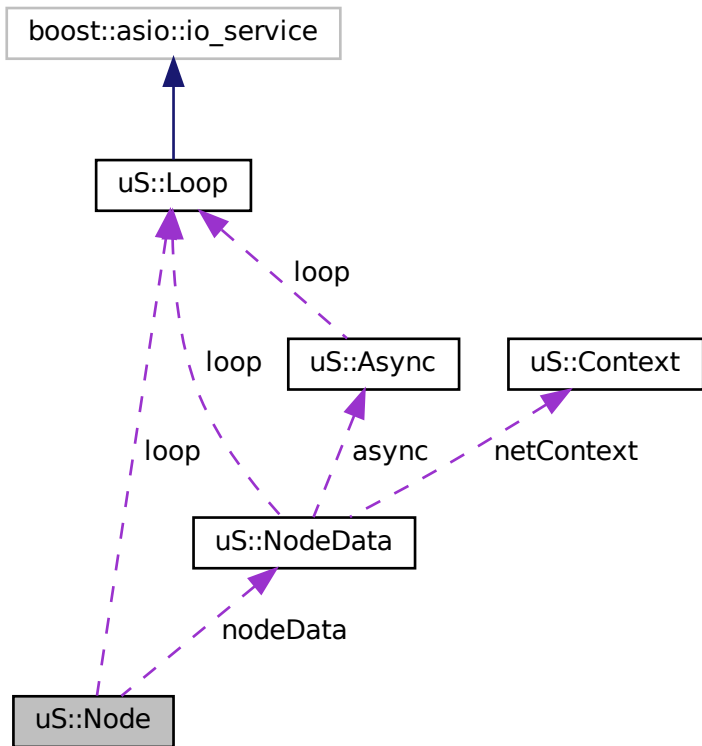 boost::asio::io_service
uS::Loop
loop
uS::Async
uS::Context
loop
loop
async
netContext
uS::NodeData
nodeData
uS::Node